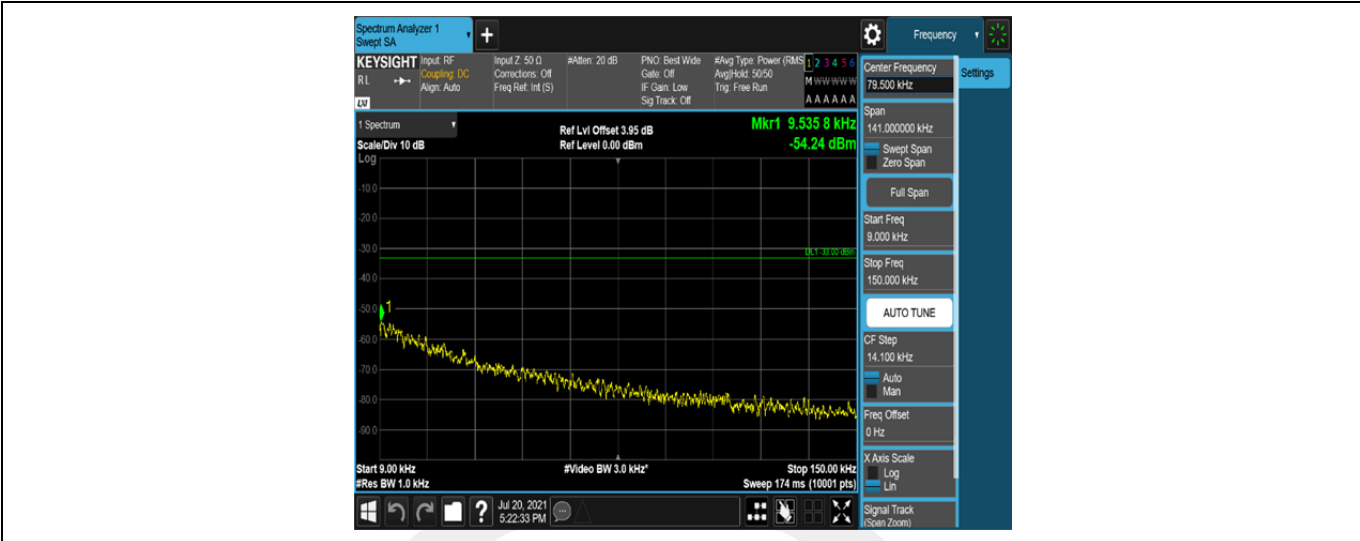 Spectrum Analyzer 1
Swept SA
+
Frequency
KEYSIGHT
RL
LXI
Input: RF
Coupling: DC
Align: Auto
Input Z: 50 Ω
Corrections: Off
Freq Ref: Int (S)
#Atten: 20 dB
PNO: Best Wide
Gate: Off
IF Gain: Low
Sig Track: Off
#Avg Type: Power (RMS
Avg|Hold: 50/50
Trig: Free Run
1 2 3 4 5 6
M W W W W W
A A A A A A
1 Spectrum
Scale/Div 10 dB
Log
Ref Lvl Offset 3.95 dB
Ref Level 0.00 dBm
Mkr1 9.535 8 kHz
-54.24 dBm
-10.0
-20.0
-30.0
DL1 -33.00 dBm
-40.0
-50.0
1
-60.0
-70.0
-80.0
-90.0
Start 9.00 kHz
#Res BW 1.0 kHz
#Video BW 3.0 kHz*
Stop 150.00 kHz
Sweep 174 ms (10001 pts)
Jul 20, 2021
5:22:33 PM
Center Frequency
79.500 kHz
Settings
Span
141.000000 kHz
Swept Span
Zero Span
Full Span
Start Freq
9.000 kHz
Stop Freq
150.000 kHz
AUTO TUNE
CF Step
14.100 kHz
Auto
Man
Freq Offset
0 Hz
X Axis Scale
Log
Lin
Signal Track
(Span Zoom)